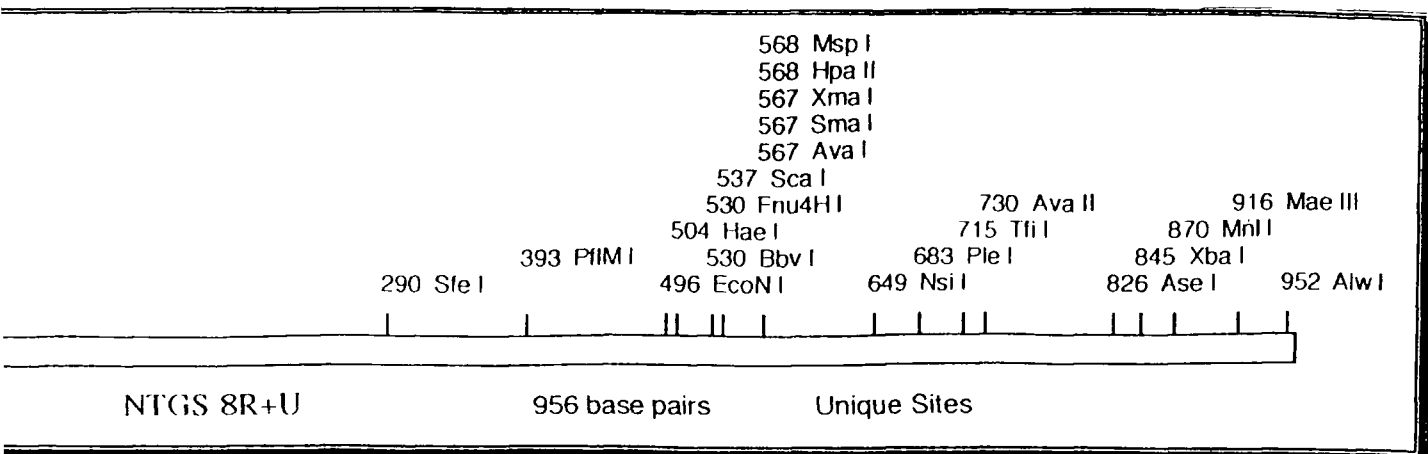 568 Msp I
568 Hpa II
567 Xma I
567 Sma I
567 Ava I
537 Sca I
530 Fnu4H I 730 Ava II 916 Mae III
504 Hae I 715 Tfi I 870 Mnl I
393 PflM I 530 Bbv I 683 Ple I 845 Xba I
290 Sfe I 496 EcoN I 649 Nsi I 826 Ase I 952 Alw I
NTGS 8R+U 956 base pairs Unique Sites